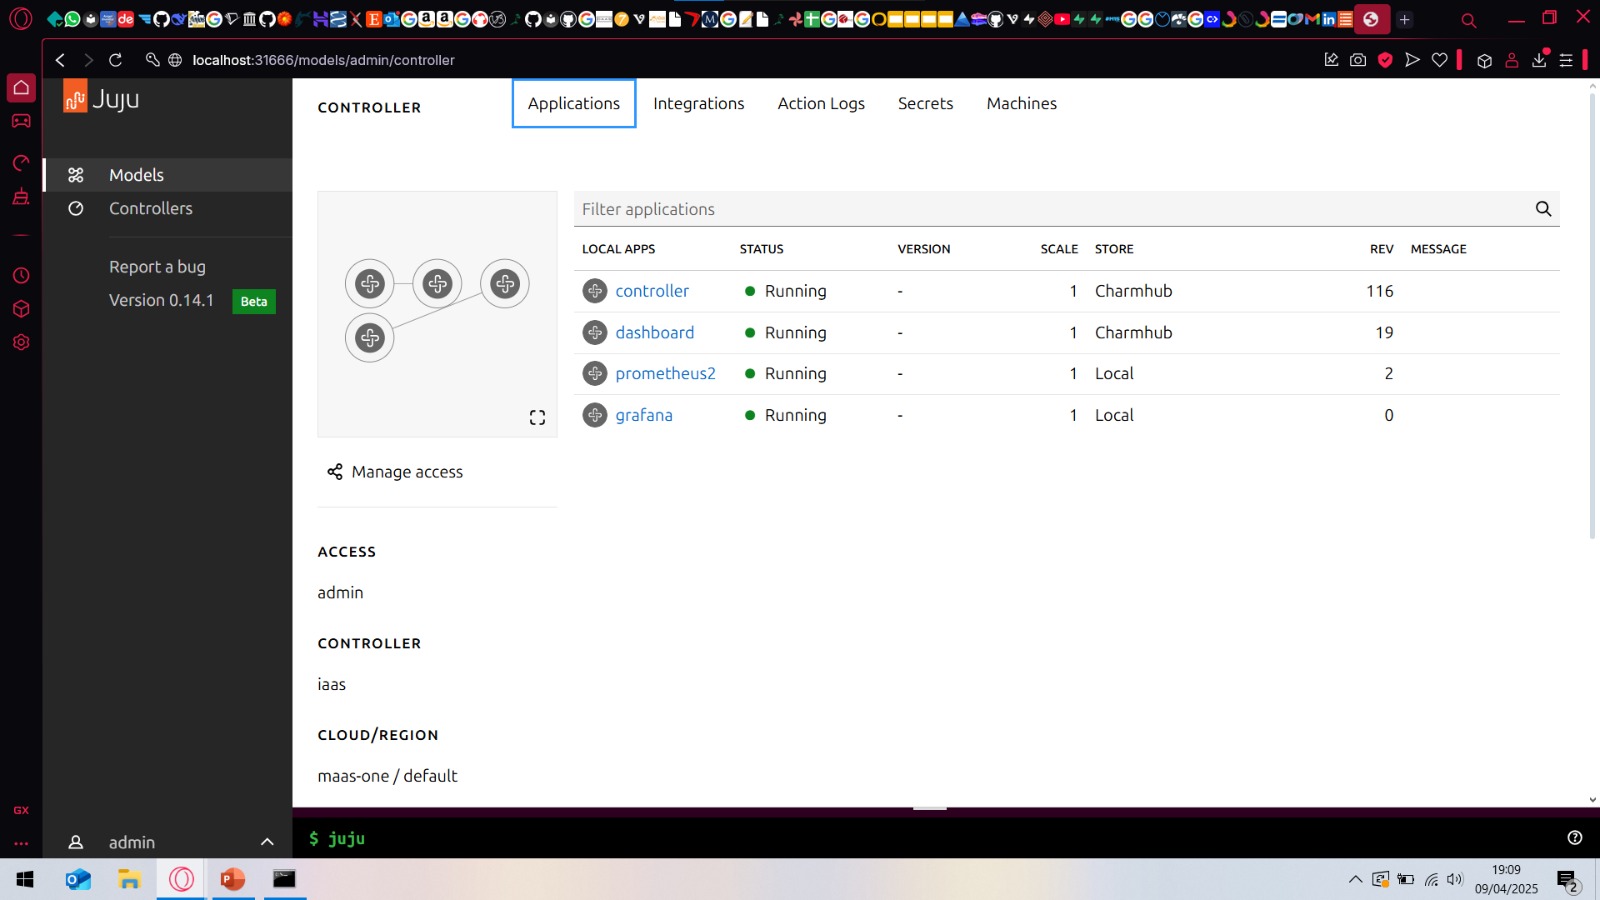 localhost:31666/models/admin/controller
Juju
CONTROLLER
Applications
Integrations
Action Logs
Secrets
Machines
Models
Controllers
Report a bug
Version 0.14.1 Beta
Filter applications
LOCAL APPS STATUS VERSION SCALE STORE REV MESSAGE
controller Running - 1 Charmhub 116
dashboard Running - 1 Charmhub 19
prometheus2 Running - 1 Local 2
grafana Running - 1 Local 0
Manage access
ACCESS
admin
CONTROLLER
iaas
CLOUD/REGION
maas-one / default
GX
admin
$ juju
19:09
09/04/2025
2